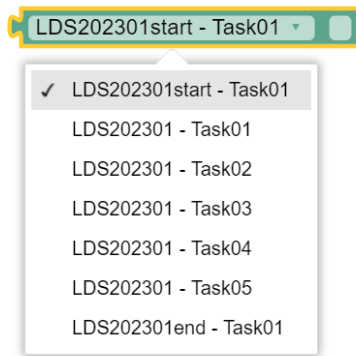 LDS202301start - Task01 ▾
✓ LDS202301start - Task01
LDS202301 - Task01
LDS202301 - Task02
LDS202301 - Task03
LDS202301 - Task04
LDS202301 - Task05
LDS202301end - Task01